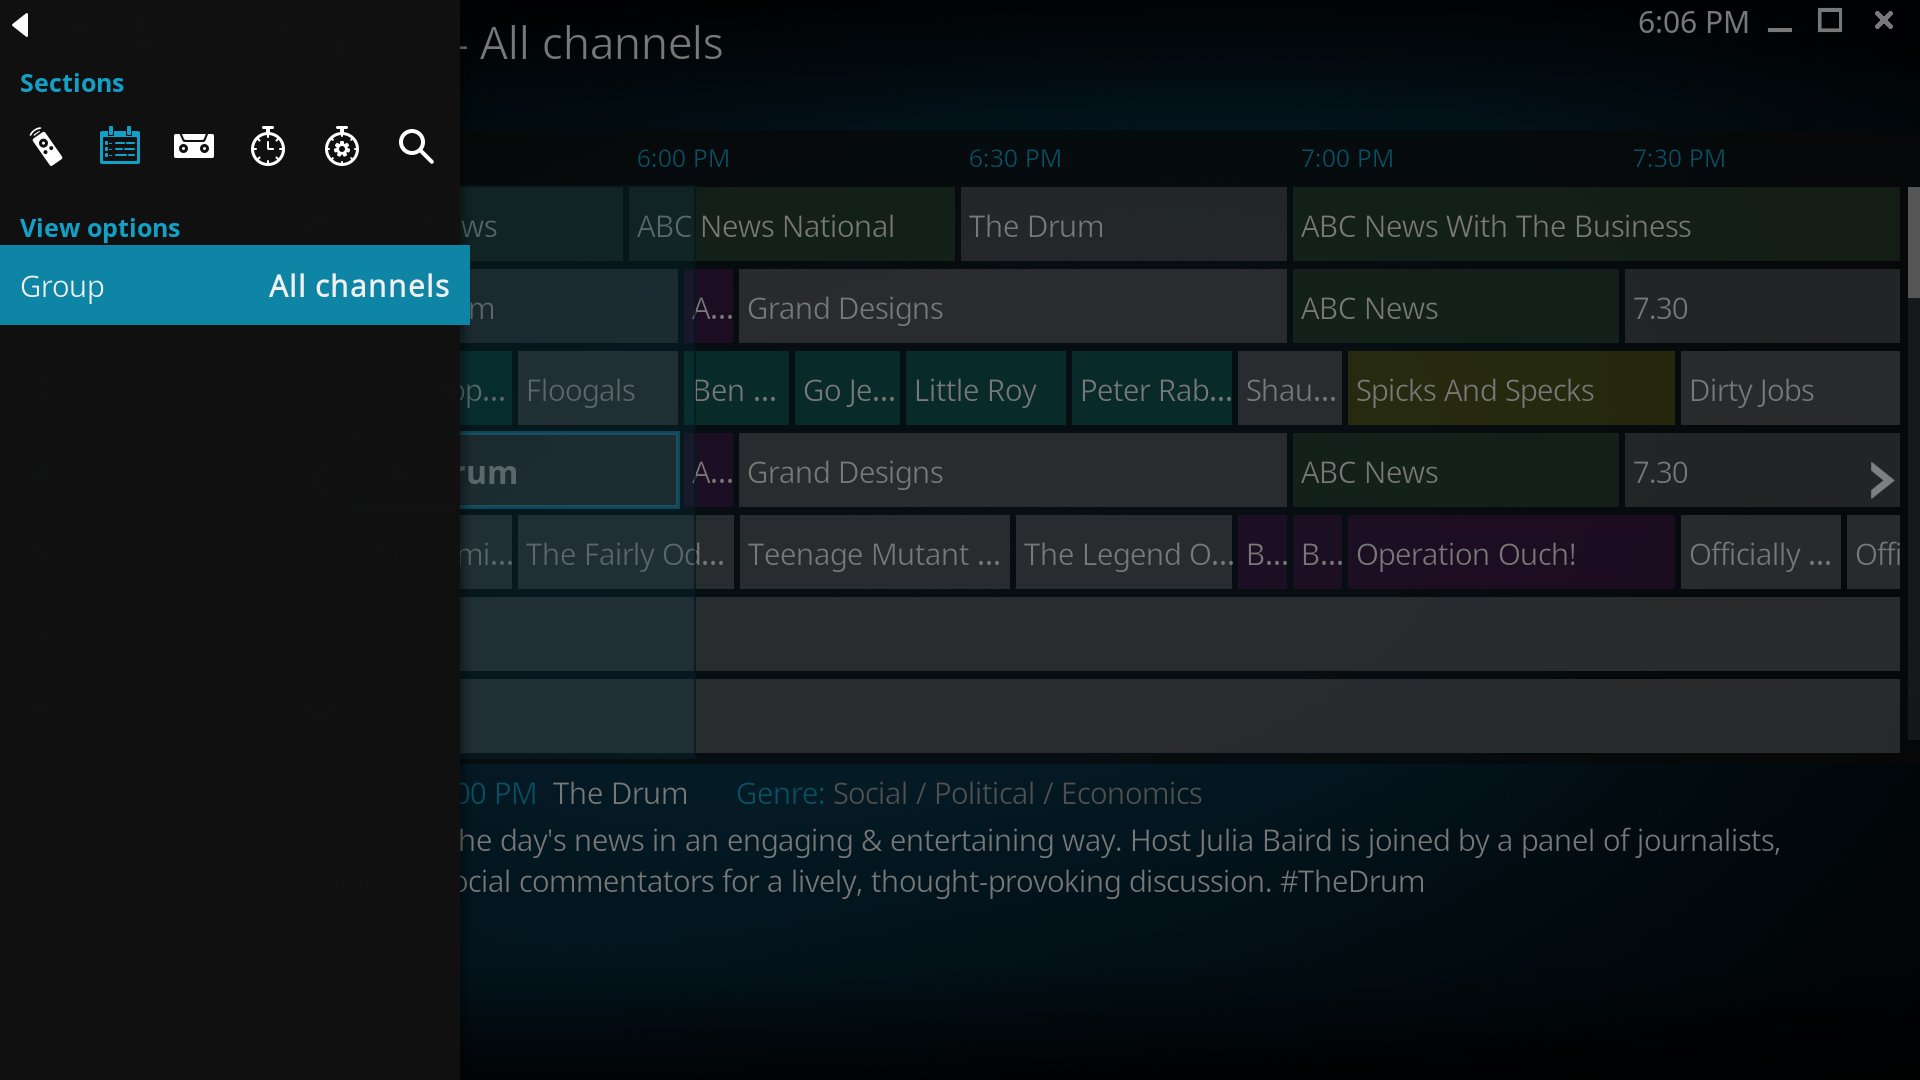 - All channels
6:06 PM
Sections
View options
Group All channels
6:00 PM 6:30 PM 7:00 PM 7:30 PM
ABC News National The Drum ABC News With The Business
A... Grand Designs ABC News 7.30
Floogals Ben ... Go Je... Little Roy Peter Rab... Shau... Spicks And Specks Dirty Jobs
The Drum A... Grand Designs ABC News 7.30
The Fairly Od... Teenage Mutant ... The Legend O... B... B... Operation Ouch! Officially ... Offi
00 PM The Drum Genre: Social / Political / Economics
the day's news in an engaging & entertaining way. Host Julia Baird is joined by a panel of journalists,
social commentators for a lively, thought-provoking discussion. #TheDrum